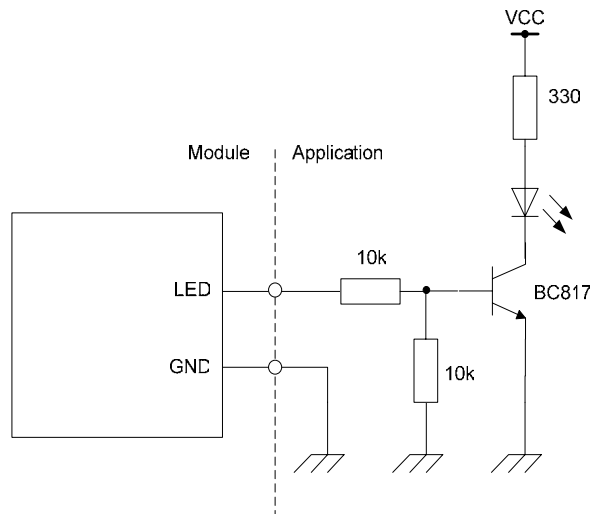 VCC
330
Module
Application
10k
LED
BC817
GND
10k